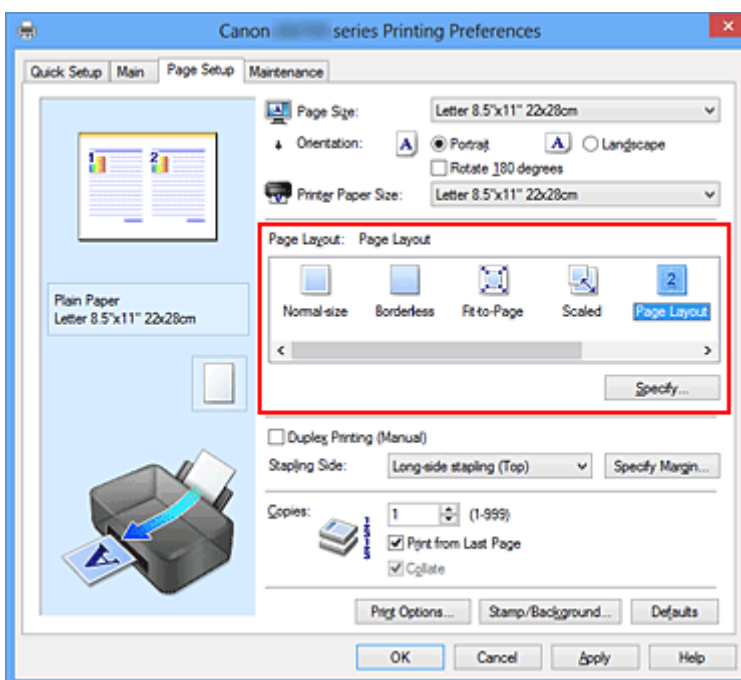 Canon series Printing Preferences
Quick Setup Main Page Setup Maintenance
Page Size: Letter 8.5"x11" 22x28cm
Orientation: A Portrait A Landscape
Rotate 180 degrees
Printer Paper Size: Letter 8.5"x11" 22x28cm
1 2
Plain Paper
Letter 8.5"x11" 22x28cm
Page Layout: Page Layout
2
Normal-size Borderless Fit-to-Page Scaled Page Layout
Specify...
Duplex Printing (Manual)
Stapling Side: Long-side stapling (Top) Specify Margin...
Copies: 1 (1-999)
Print from Last Page
Collate
A
Print Options... Stamp/Background... Defaults
OK Cancel Apply Help